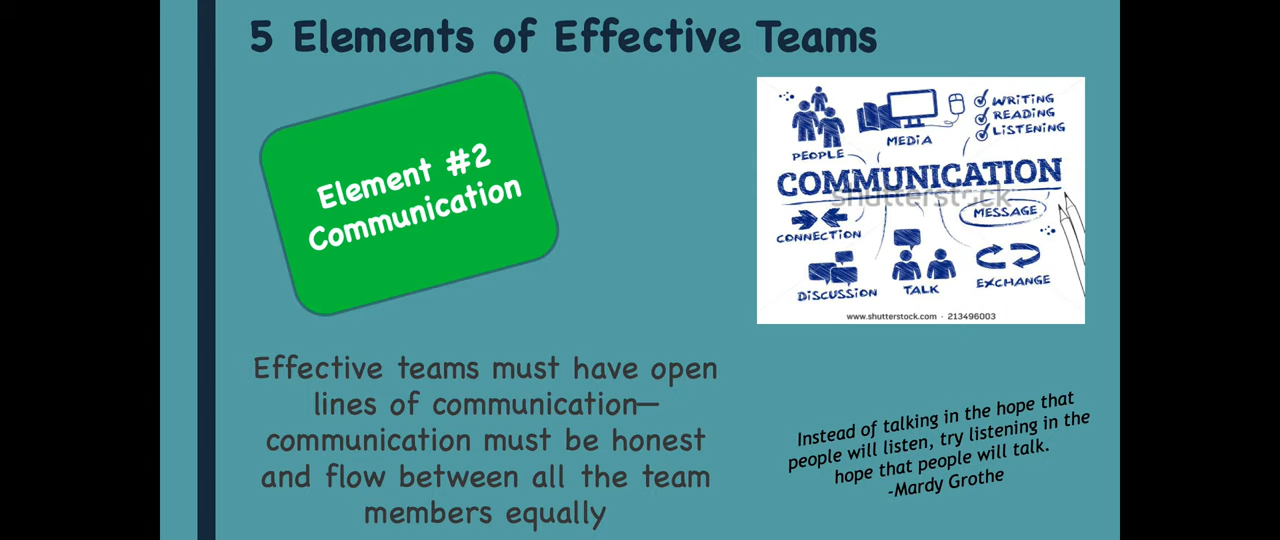 5 Elements of Effective Teams
Element #2
Communication
PEOPLE
MEDIA
WRITING
READING
LISTENING
COMMUNICATION
shutterstock
CONNECTION
MESSAGE
DISCUSSION
TALK
EXCHANGE
www.shutterstock.com · 213496003
Effective teams must have open
lines of communication—
communication must be honest
and flow between all the team
members equally
Instead of talking in the hope that
people will listen, try listening in the
hope that people will talk.
-Mardy Grothe